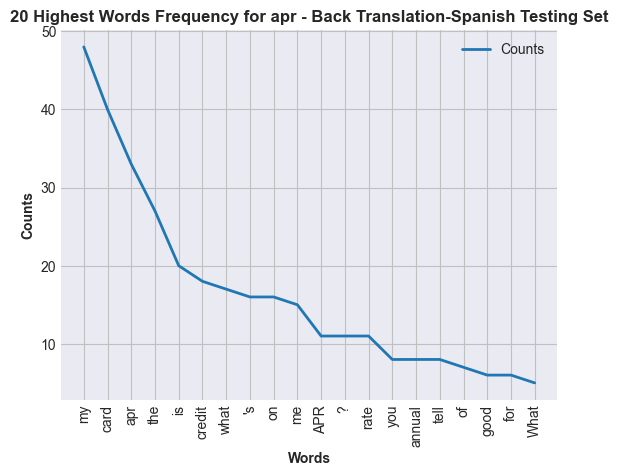 20 Highest Words Frequency for apr - Back Translation-Spanish Testing Set
Counts
50
40
30
20
10
Counts
my
card
apr
the
is
credit
what
's
on
me
APR
?
rate
you
annual
tell
of
good
for
What
Words